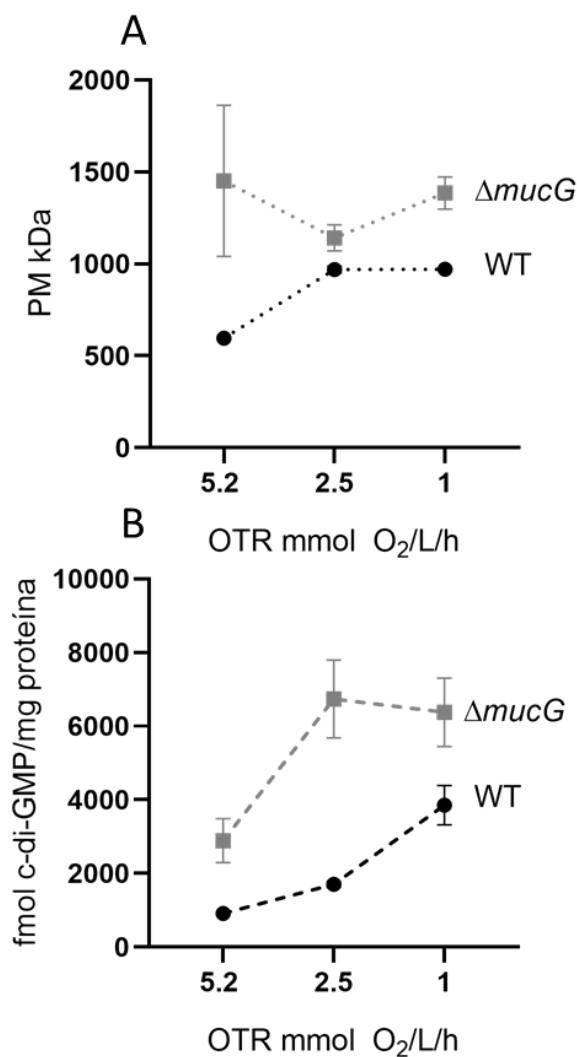 A
2000
1500
1000
500
0
PM kDa
ΔmucG
WT
5.2 2.5 1
OTR mmol O₂/L/h
B
10000
8000
6000
4000
2000
0
fmol c-di-GMP/mg proteína
ΔmucG
WT
5.2 2.5 1
OTR mmol O₂/L/h